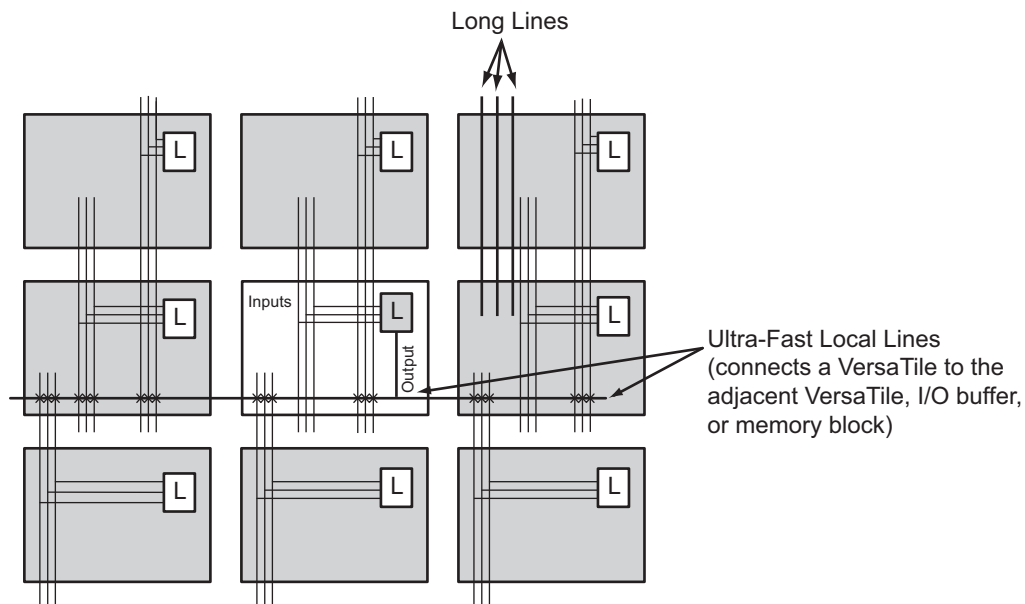 Long Lines
L
L
L
L
Inputs
L
Output
L
Ultra-Fast Local Lines
(connects a VersaTile to the
adjacent VersaTile, I/O buffer,
or memory block)
L
L
L